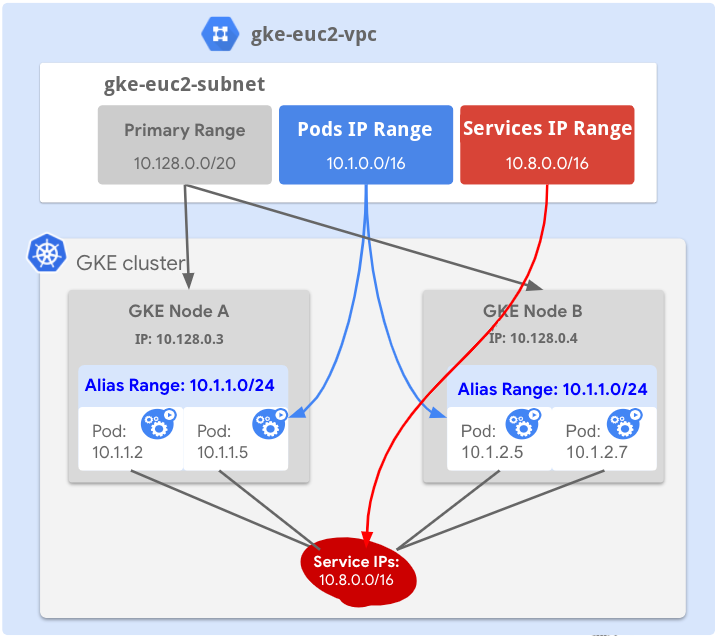 gke-euc2-vpc
gke-euc2-subnet
Primary Range
10.128.0.0/20
Pods IP Range
10.1.0.0/16
Services IP Range
10.8.0.0/16
GKE cluster
GKE Node A
IP: 10.128.0.3
Alias Range: 10.1.1.0/24
Pod:
10.1.1.2
Pod:
10.1.1.5
GKE Node B
IP: 10.128.0.4
Alias Range: 10.1.1.0/24
Pod:
10.1.2.5
Pod:
10.1.2.7
Service IPs:
10.8.0.0/16